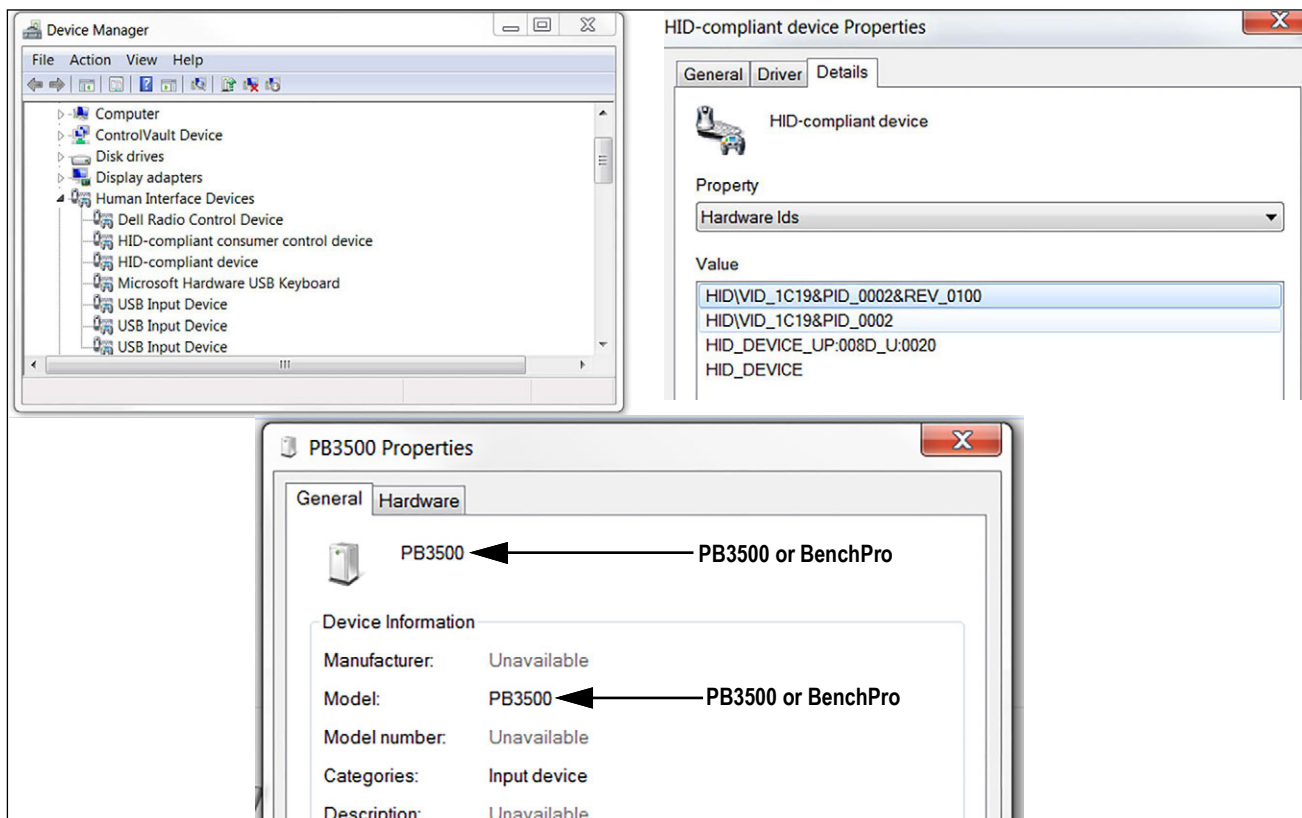 Device Manager
File Action View Help
Computer
ControlVault Device
Disk drives
Display adapters
Human Interface Devices
Dell Radio Control Device
HID-compliant consumer control device
HID-compliant device
Microsoft Hardware USB Keyboard
USB Input Device
USB Input Device
USB Input Device
HID-compliant device Properties
General Driver Details
HID-compliant device
Property
Hardware Ids
Value
HID\VID_1C19&PID_0002&REV_0100
HID\VID_1C19&PID_0002
HID_DEVICE_UP:008D_U:0020
HID_DEVICE
PB3500 Properties
General Hardware
PB3500 PB3500 or BenchPro
Device Information
Manufacturer: Unavailable
Model: PB3500 PB3500 or BenchPro
Model number: Unavailable
Categories: Input device
Description: Unavailable